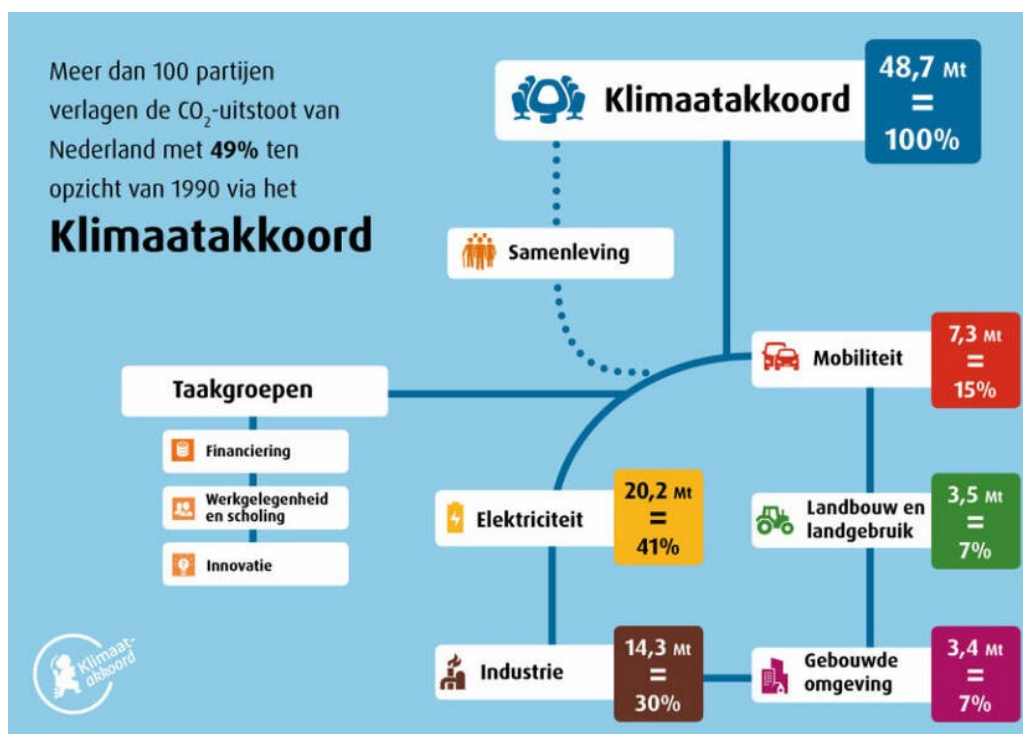 Meer dan 100 partijen
verlagen de CO₂-uitstoot van
Nederland met 49% ten
opzicht van 1990 via het
Klimaatakkoord
Klimaatakkoord
48,7 Mt
=
100%
Samenleving
Mobiliteit
7,3 Mt
=
15%
Taakgroepen
Financiering
Werkgelegenheid
en scholing
Innovatie
Elektriciteit
20,2 Mt
=
41%
Landbouw en
landgebruik
3,5 Mt
=
7%
Industrie
14,3 Mt
=
30%
Gebouwde
omgeving
3,4 Mt
=
7%
Klimaat-
akkoord